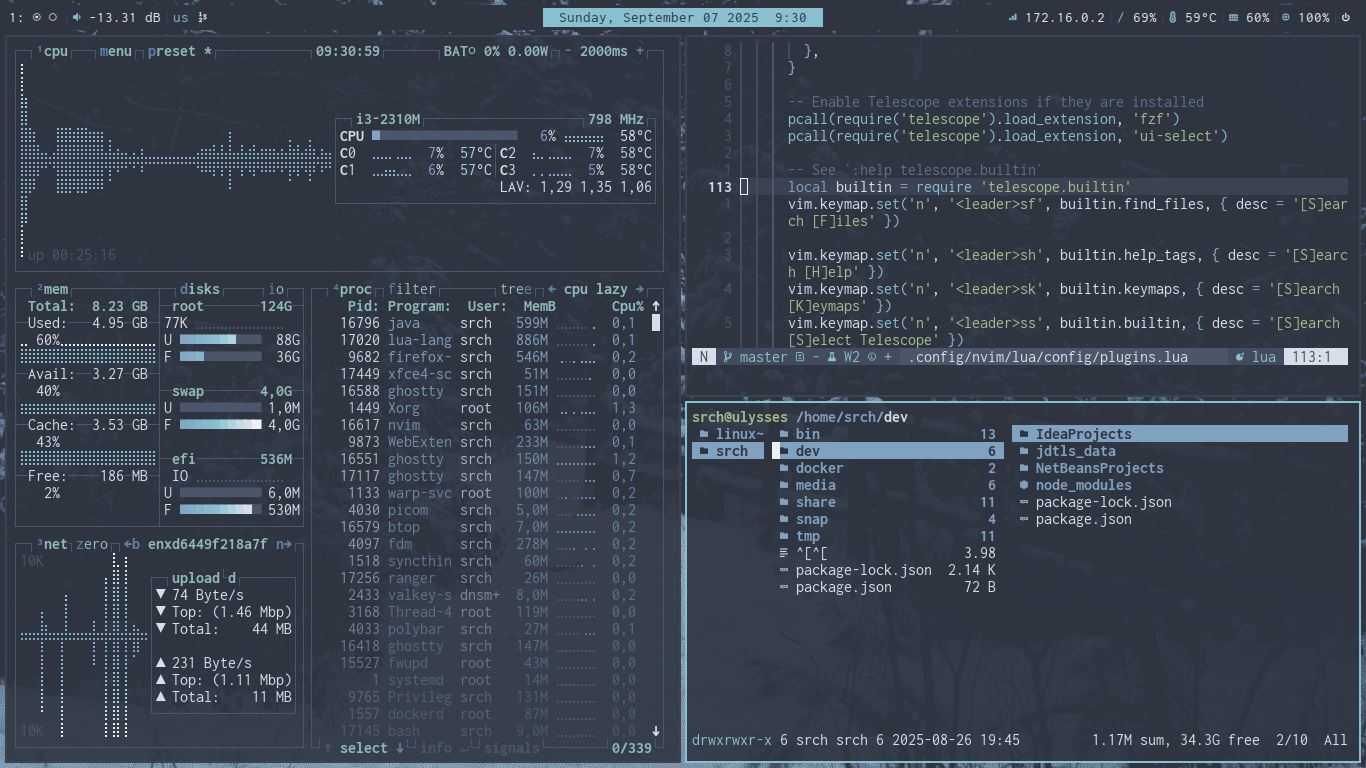 1: -13.31 dB us
Sunday, September 07 2025 9:30
172.16.0.2 / 69% 59°C 60% 100%
¹cpu menu preset * 09:30:59 BAT 0% 0.00W - 2000ms +
i3-2310M 798 MHz
CPU 6% 58°C
C0 7% 57°C C2 7% 58°C
C1 6% 57°C C3 5% 58°C
LAV: 1,29 1,35 1,06
up 00:25:16
²mem disks io
Total: 8.23 GB
Used: 4.95 GB
60%
Avail: 3.27 GB
40%
Cache: 3.53 GB
43%
Free: 186 MB
2%
root 124G
77K
U 88G
F 36G
swap 4,0G
U 1,0M
F 4,0G
efi 536M
IO
U 6,0M
F 530M
³net zero ←b enxd6449f218a7f n→
10K
upload d
▼ 74 Byte/s
▼ Top: (1.46 Mbp)
▼ Total: 44 MB
▲ 231 Byte/s
▲ Top: (1.11 Mbp)
▲ Total: 11 MB
10K
⁴proc filter tree ← cpu lazy →
Pid: Program: User: MemB Cpu% ↑
16796 java srch 599M 0,1
17020 lua-lang srch 886M 0,1
9682 firefox- srch 546M 0,2
17449 xfce4-sc srch 51M 0,0
16588 ghostty srch 151M 0,0
1449 Xorg root 106M 1,3
16617 nvim srch 63M 0,0
9873 WebExten srch 233M 0,1
16551 ghostty srch 150M 1,2
17117 ghostty srch 147M 0,7
1133 warp-svc root 100M 0,2
4030 picom srch 5,0M 0,2
16579 btop srch 7,0M 0,2
4097 fdm srch 278M 0,2
1518 syncthin srch 60M 0,2
17256 ranger srch 26M 0,0
2433 valkey-s dnsm+ 8,0M 0,2
3168 Thread-4 root 119M 0,0
4033 polybar srch 27M 0,1
16418 ghostty srch 147M 0,0
15527 fwupd root 43M 0,0
1 systemd root 14M 0,0
9765 Privileg srch 131M 0,0
1557 dockerd root 87M 0,0
17145 bash srch 9,0M 0,0 ↓
↑ select ↓ info ↵ signals 0/339
8 },
7 }
6
5 -- Enable Telescope extensions if they are installed
4 pcall(require('telescope').load_extension, 'fzf')
3 pcall(require('telescope').load_extension, 'ui-select')
2
1 -- See `:help telescope.builtin`
113 local builtin = require 'telescope.builtin'
1 vim.keymap.set('n', '<leader>sf', builtin.find_files, { desc = '[S]ear
ch [F]iles' })
2
3 vim.keymap.set('n', '<leader>sh', builtin.help_tags, { desc = '[S]earc
h [H]elp' })
4 vim.keymap.set('n', '<leader>sk', builtin.keymaps, { desc = '[S]earch
[K]eymaps' })
5 vim.keymap.set('n', '<leader>ss', builtin.builtin, { desc = '[S]earch
[S]elect Telescope' })
N master - W2 + .config/nvim/lua/config/plugins.lua lua 113:1
srch@ulysses /home/srch/dev
linux~
srch
bin 13
dev 6
docker 2
media 6
share 11
snap 4
tmp 11
^[^[ 3.98
package-lock.json 2.14 K
package.json 72 B
IdeaProjects
jdtls_data
NetBeansProjects
node_modules
package-lock.json
package.json
drwxrwxr-x 6 srch srch 6 2025-08-26 19:45 1.17M sum, 34.3G free 2/10 All